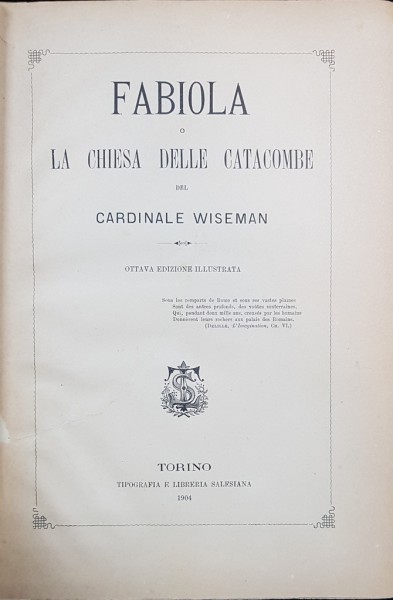 FABIOLA
O
LA CHIESA DELLE CATACOMBE
DEL
CARDINALE WISEMAN
OTTAVA EDIZIONE ILLUSTRATA
Sous les remparts de Rome et sous ses vastes plaines
Sont des antres profonds, des voûtes souterraines,
Qui, pendant deux mille ans, creusés par les humains
Donnèrent leurs rochers aux palais des Romains.
(DELILLE, L'Imagination, CH. VI.)
TORINO
TIPOGRAFIA E LIBRERIA SALESIANA
1904